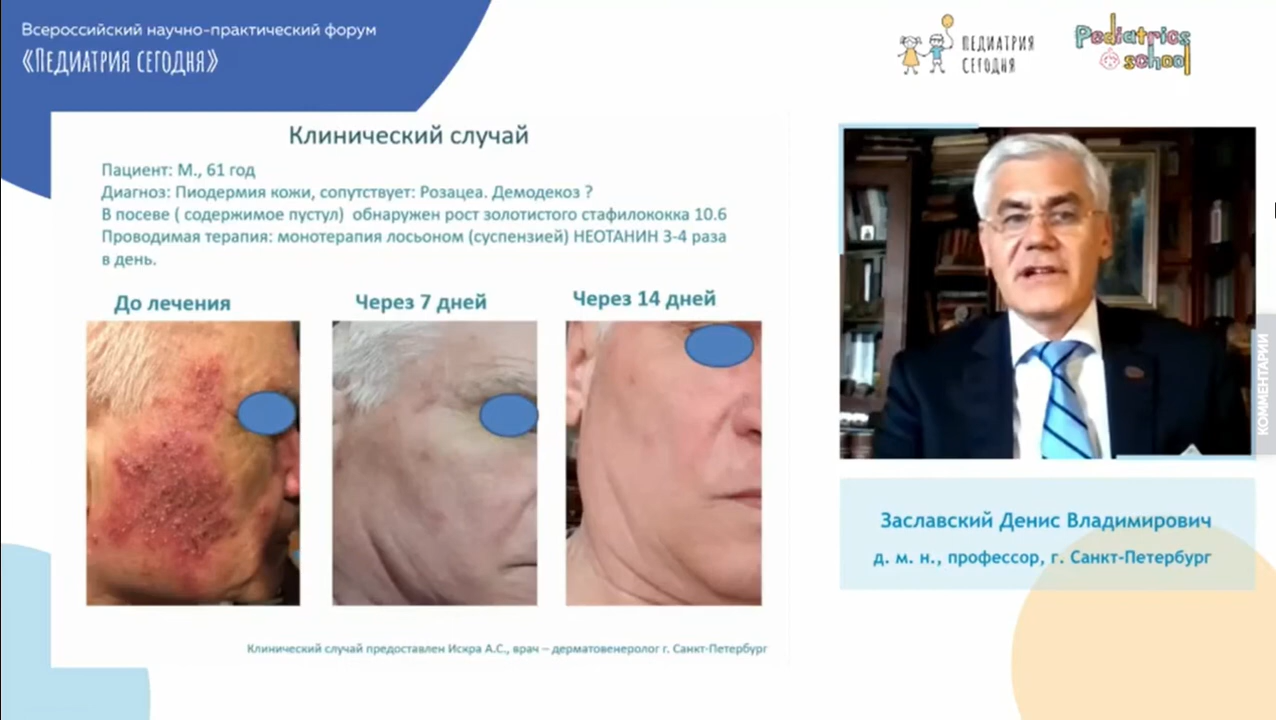 Всероссийский научно-практический форум
«Педиатрия сегодня»
ПЕДИАТРИЯ
СЕГОДНЯ
Pediatrics
school
Клинический случай
Пациент: М., 61 год
Диагноз: Пиодермия кожи, сопутствует: Розацеа. Демодекоз ?
В посеве ( содержимое пустул) обнаружен рост золотистого стафилококка 10.6
Проводимая терапия: монотерапия лосьоном (суспензией) НЕОТАНИН 3-4 раза
в день.
До лечения
Через 7 дней
Через 14 дней
Клинический случай предоставлен Искра А.С., врач – дерматовенеролог г. Санкт-Петербург
КОММЕНТАРИИ
Заславский Денис Владимирович
д. м. н., профессор, г. Санкт-Петербург